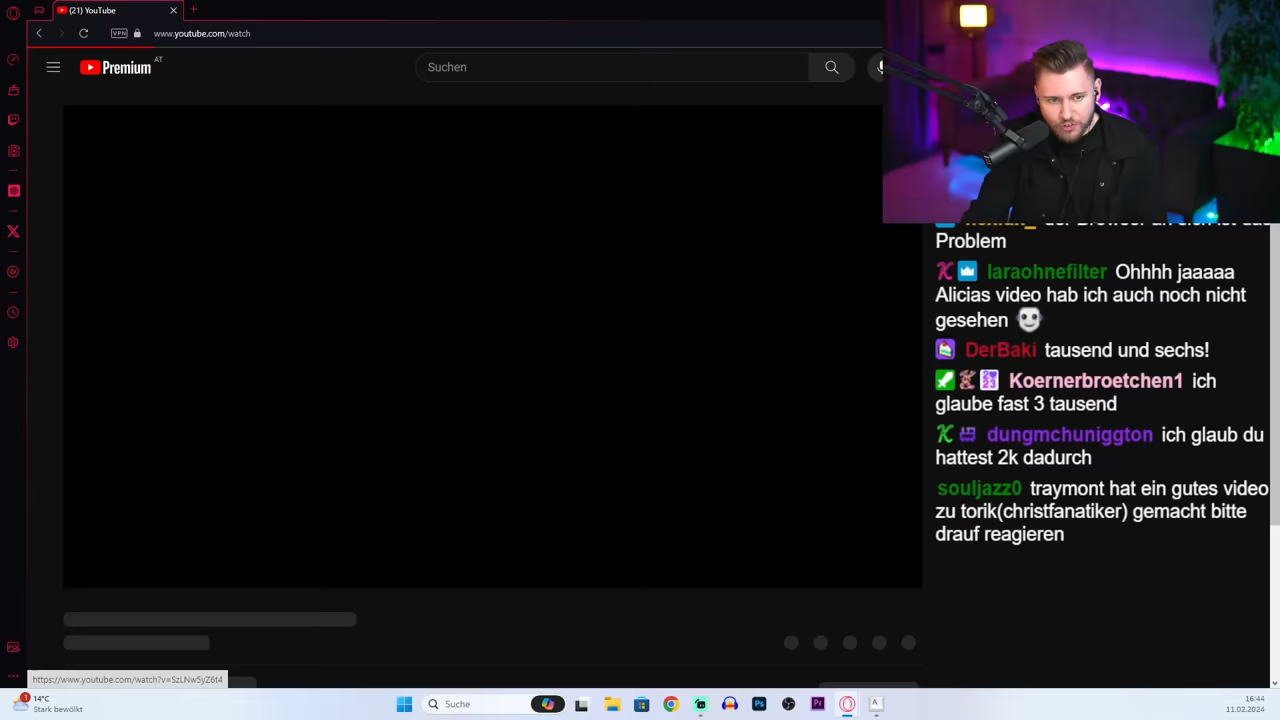 (21) YouTube
VPN
www.youtube.com/watch
Premium
AT
Suchen
Problem
laraohnefilter Ohhhh jaaaaa
Alicias video hab ich auch noch nicht
gesehen
DerBaki tausend und sechs!
Koernerbroetchen1 ich
glaube fast 3 tausend
dungmchuniggton ich glaub du
hattest 2k dadurch
souljazz0 traymont hat ein gutes video
zu torik(christfanatiker) gemacht bitte
drauf reagieren
https://www.youtube.com/watch?v=SzLNw5yZ6t4
1
14°C
Stark bewölkt
Suche
16:44
11.02.2024